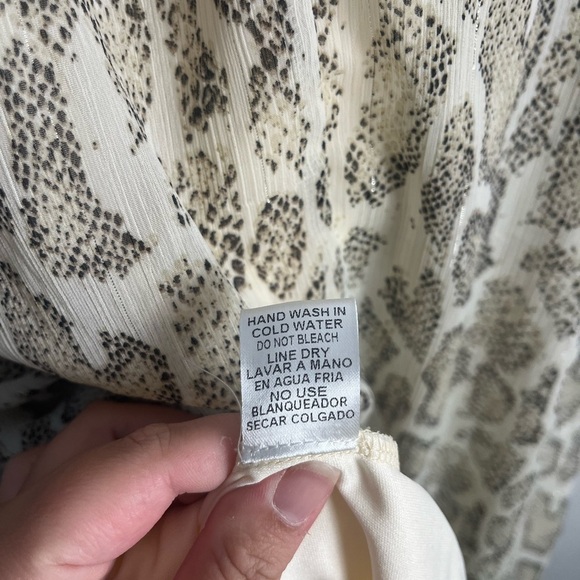 HAND WASH IN
COLD WATER
DO NOT BLEACH
LINE DRY
LAVAR A MANO
EN AGUA FRIA
NO USE
BLANQUEADOR
SECAR COLGADO